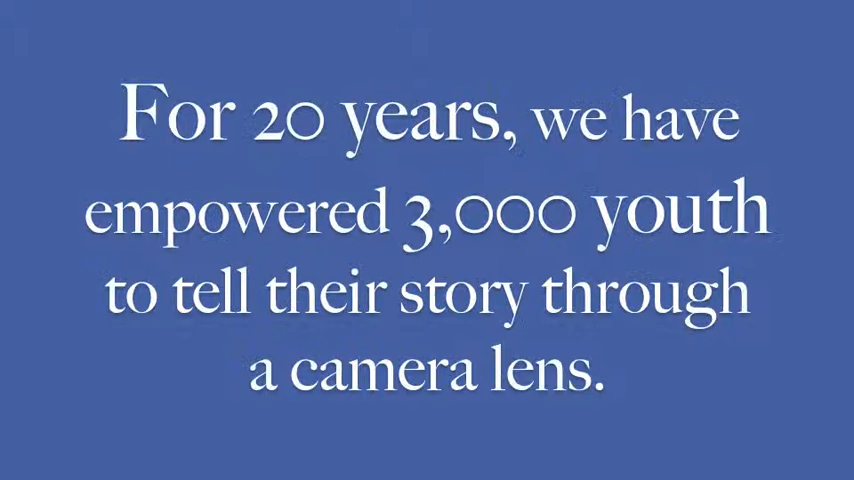 For 20 years, we have
empowered 3,000 youth
to tell their story through
a camera lens.